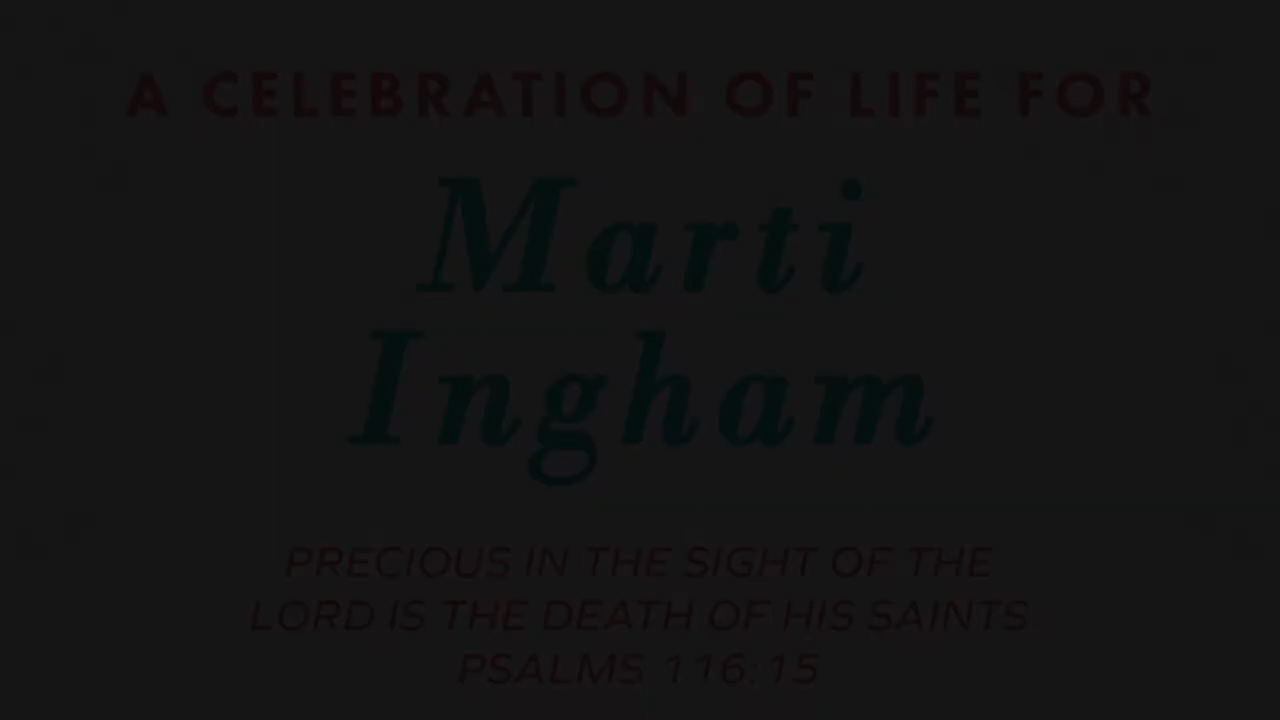 A CELEBRATION OF LIFE FOR
Marti
Ingham
PRECIOUS IN THE SIGHT OF THE
LORD IS THE DEATH OF HIS SAINTS
PSALMS 116:15